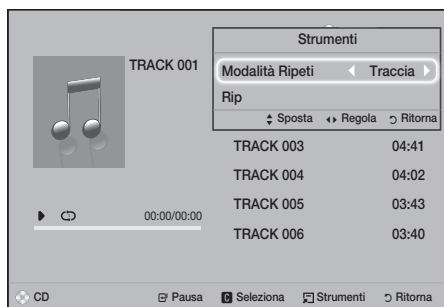 Strumenti
TRACK 001
Modalità Ripeti Traccia
Rip
Sposta Regola Ritorna
TRACK 003 04:41
TRACK 004 04:02
TRACK 005 03:43
00:00/00:00
TRACK 006 03:40
CD Pausa C Seleziona Strumenti Ritorna